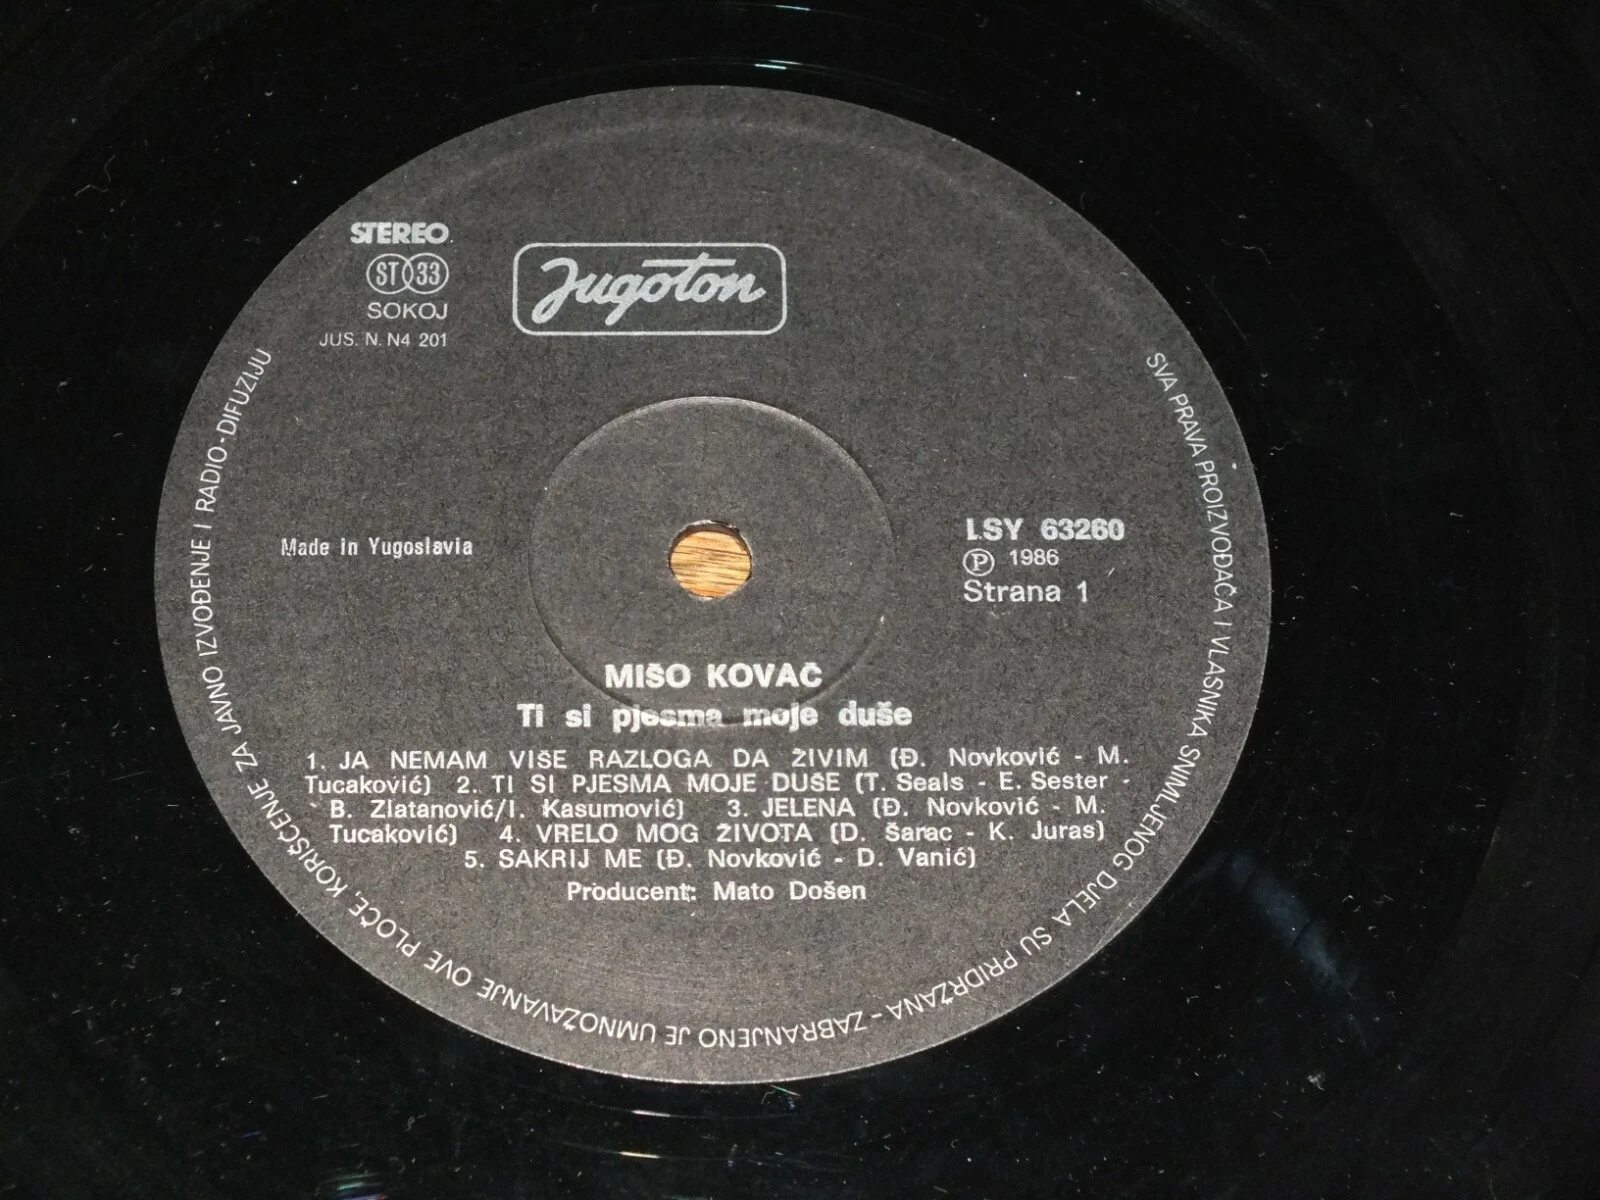 STEREO
ST 33
SOKOJ
JUS. N. N4 201
Jugoton
Made in Yugoslavia
LSY 63260
Ⓟ 1986
Strana 1
MIŠO KOVAČ
Ti si pjesma moje duše
1. JA NEMAM VIŠE RAZLOGA DA ŽIVIM (Đ. Novković - M.
Tucaković) 2. TI SI PJESMA MOJE DUŠE (T. Seals - E. Sester -
B. Zlatanović/I. Kasumović) 3. JELENA (Đ. Novković - M.
Tucaković) 4. VRELO MOG ŽIVOTA (D. Šarac - K. Juras)
5. SAKRIJ ME (Đ. Novković - D. Vanić)
Producent: Mato Došen
SVA PRAVA PROIZVOĐAČA I VLASNIKA SNIMLJENOG DJELA SU PRIDRŽANA - ZABRANJENO JE UMNOŽAVANJE OVE PLOČE, KORIŠĆENJE ZA JAVNO IZVOĐENJE I RADIO-DIFUZIJU